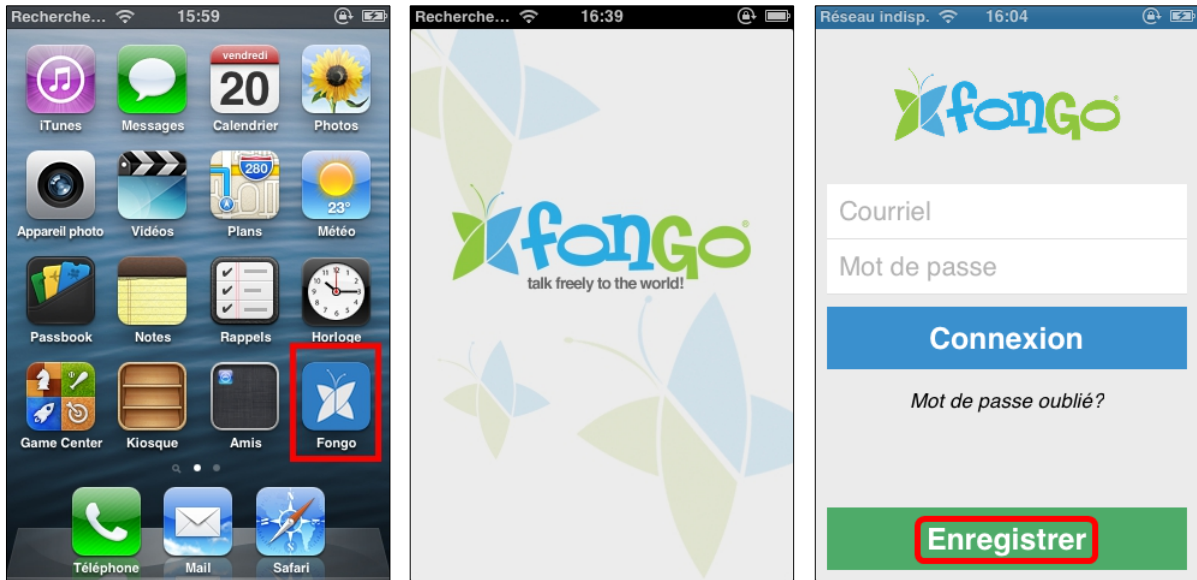 Recherche... 15:59
vendredi
20
iTunes Messages Calendrier Photos
280
23°
Appareil photo Vidéos Plans Météo
Passbook Notes Rappels Horloge
Game Center Kiosque Amis Fongo
Téléphone Mail Safari
Recherche... 16:39
fongo®
talk freely to the world!
Réseau indisp. 16:04
fongo
Courriel
Mot de passe
Connexion
Mot de passe oublié?
Enregistrer